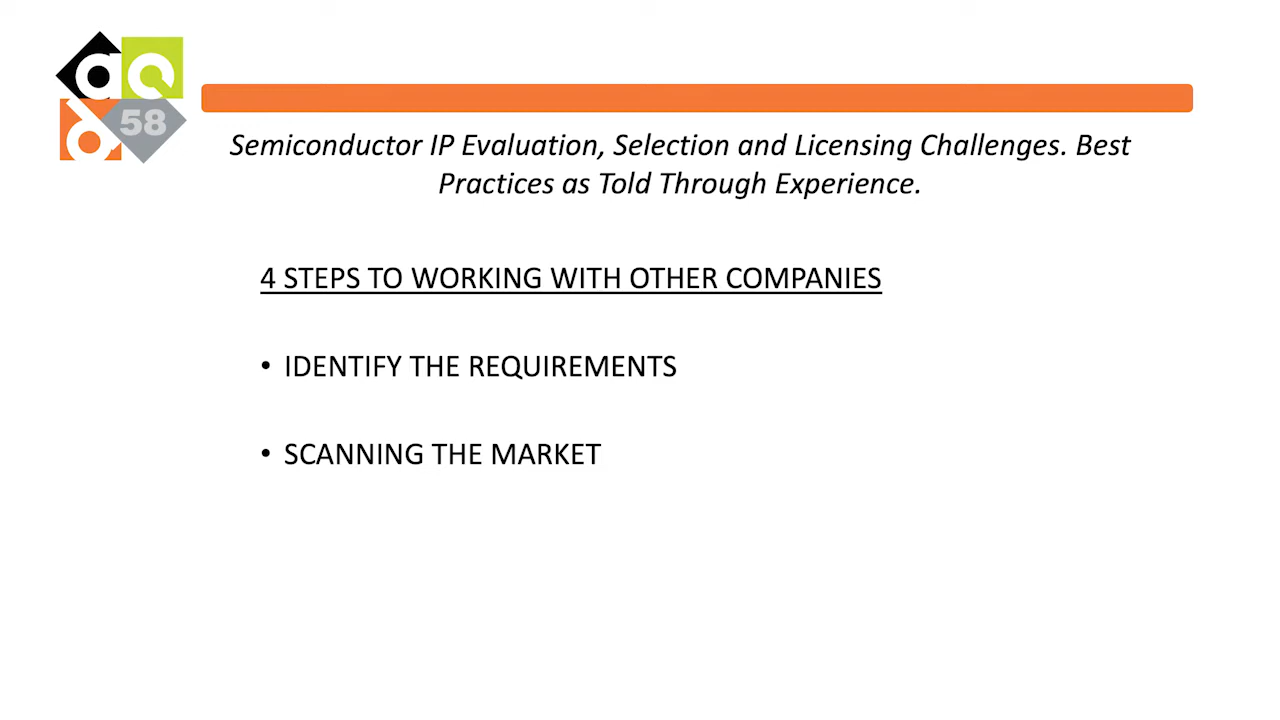 58
Semiconductor IP Evaluation, Selection and Licensing Challenges. Best
Practices as Told Through Experience.
4 STEPS TO WORKING WITH OTHER COMPANIES
• IDENTIFY THE REQUIREMENTS
• SCANNING THE MARKET